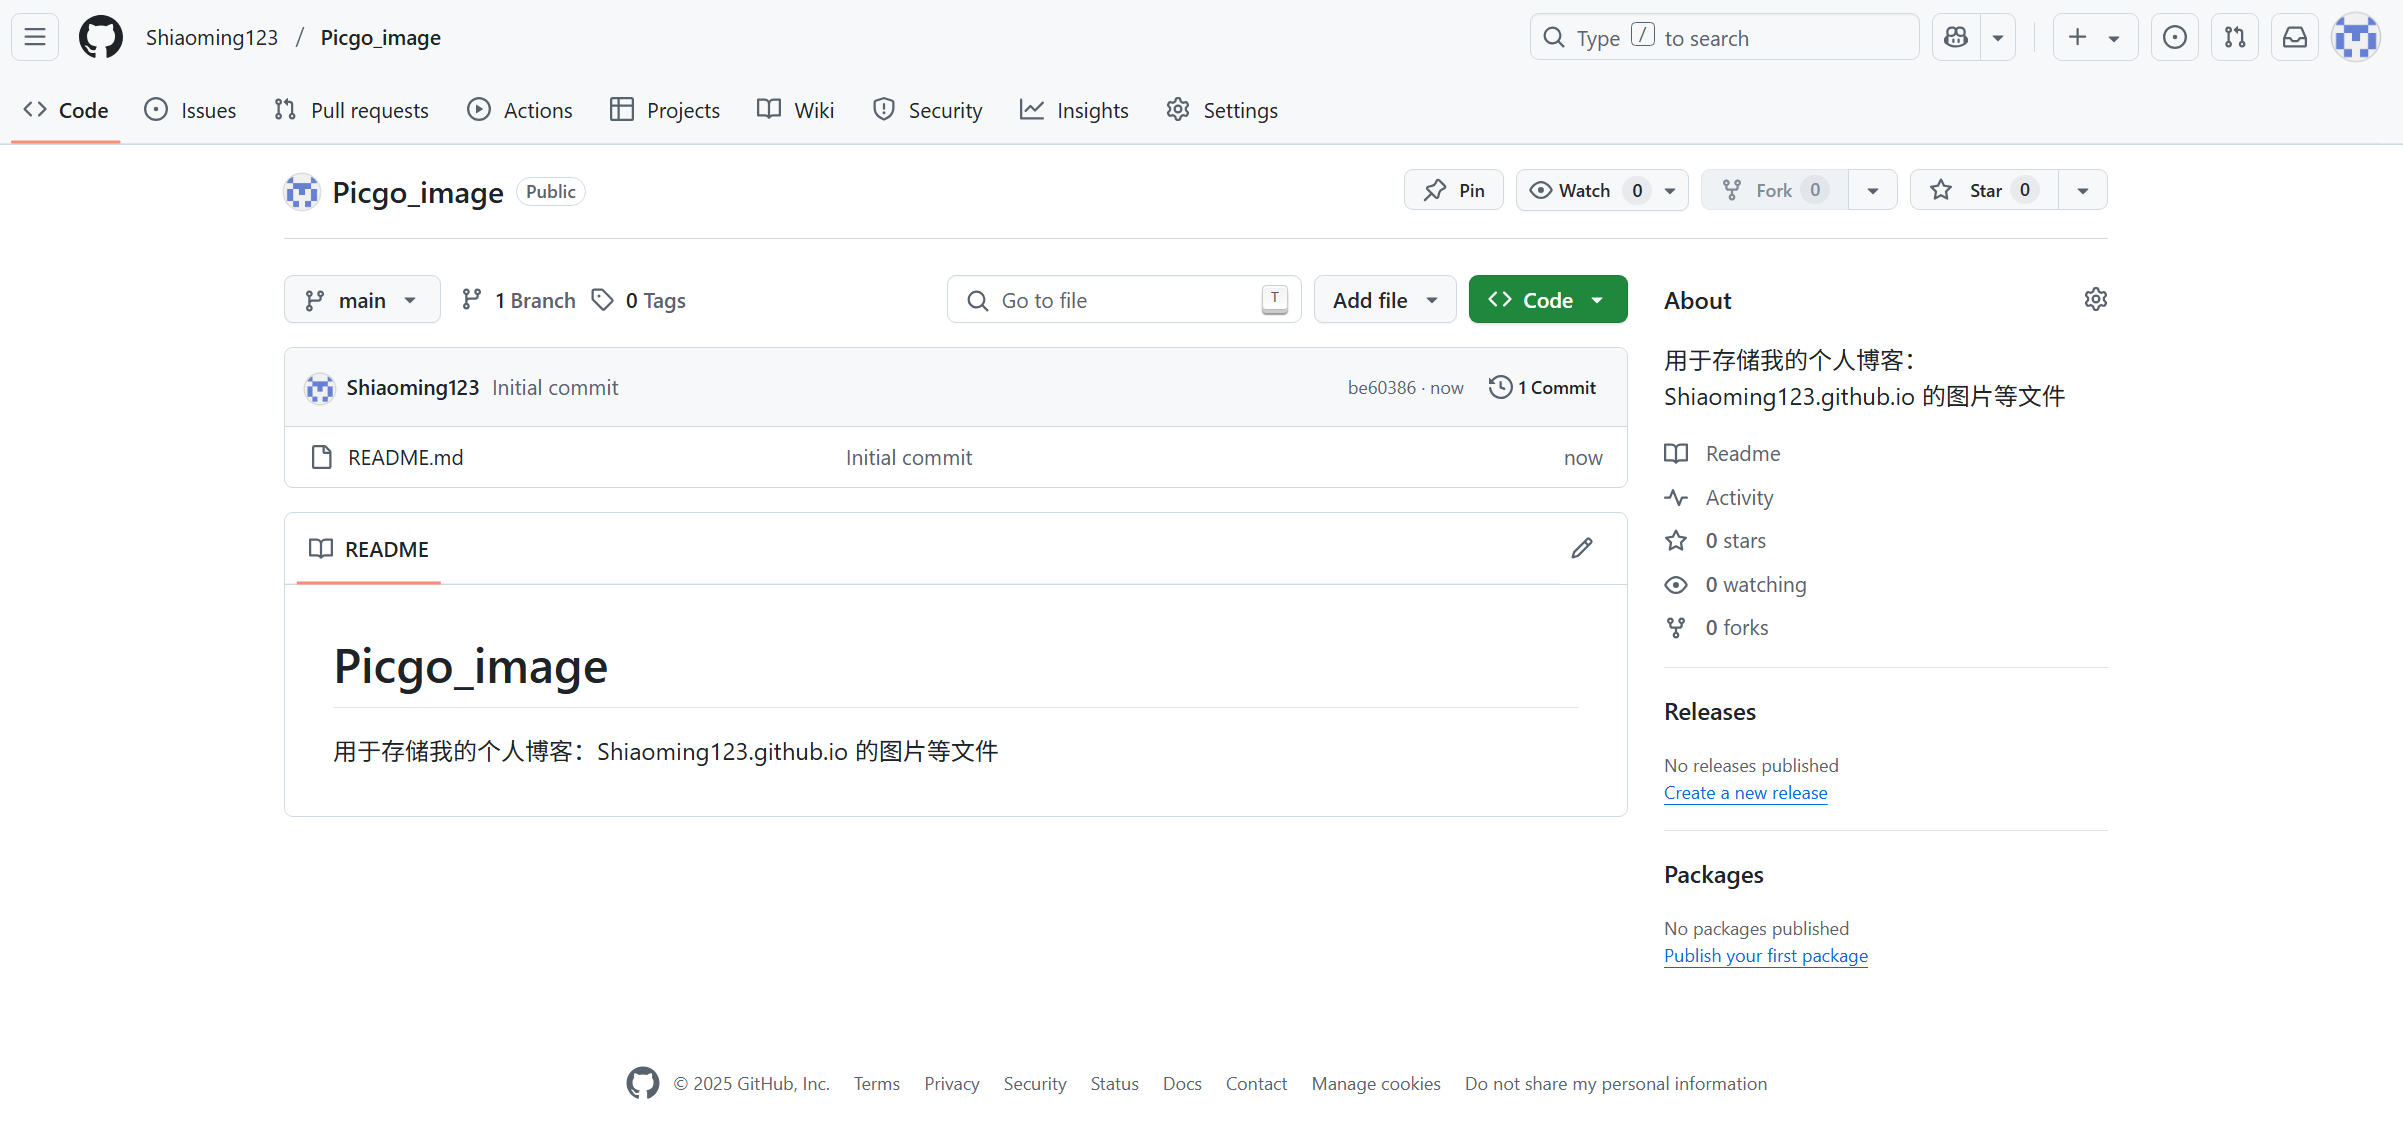 Shiaoming123 / Picgo_image
Type / to search
Code Issues Pull requests Actions Projects Wiki Security Insights Settings
Picgo_image Public
Pin Watch 0 Fork 0 Star 0
main 1 Branch 0 Tags Go to file T Add file Code
Shiaoming123 Initial commit be60386 · now 1 Commit
README.md Initial commit now
README
Picgo_image
用于存储我的个人博客：Shiaoming123.github.io 的图片等文件
About
用于存储我的个人博客：
Shiaoming123.github.io 的图片等文件
Readme
Activity
0 stars
0 watching
0 forks
Releases
No releases published
Create a new release
Packages
No packages published
Publish your first package
© 2025 GitHub, Inc. Terms Privacy Security Status Docs Contact Manage cookies Do not share my personal information